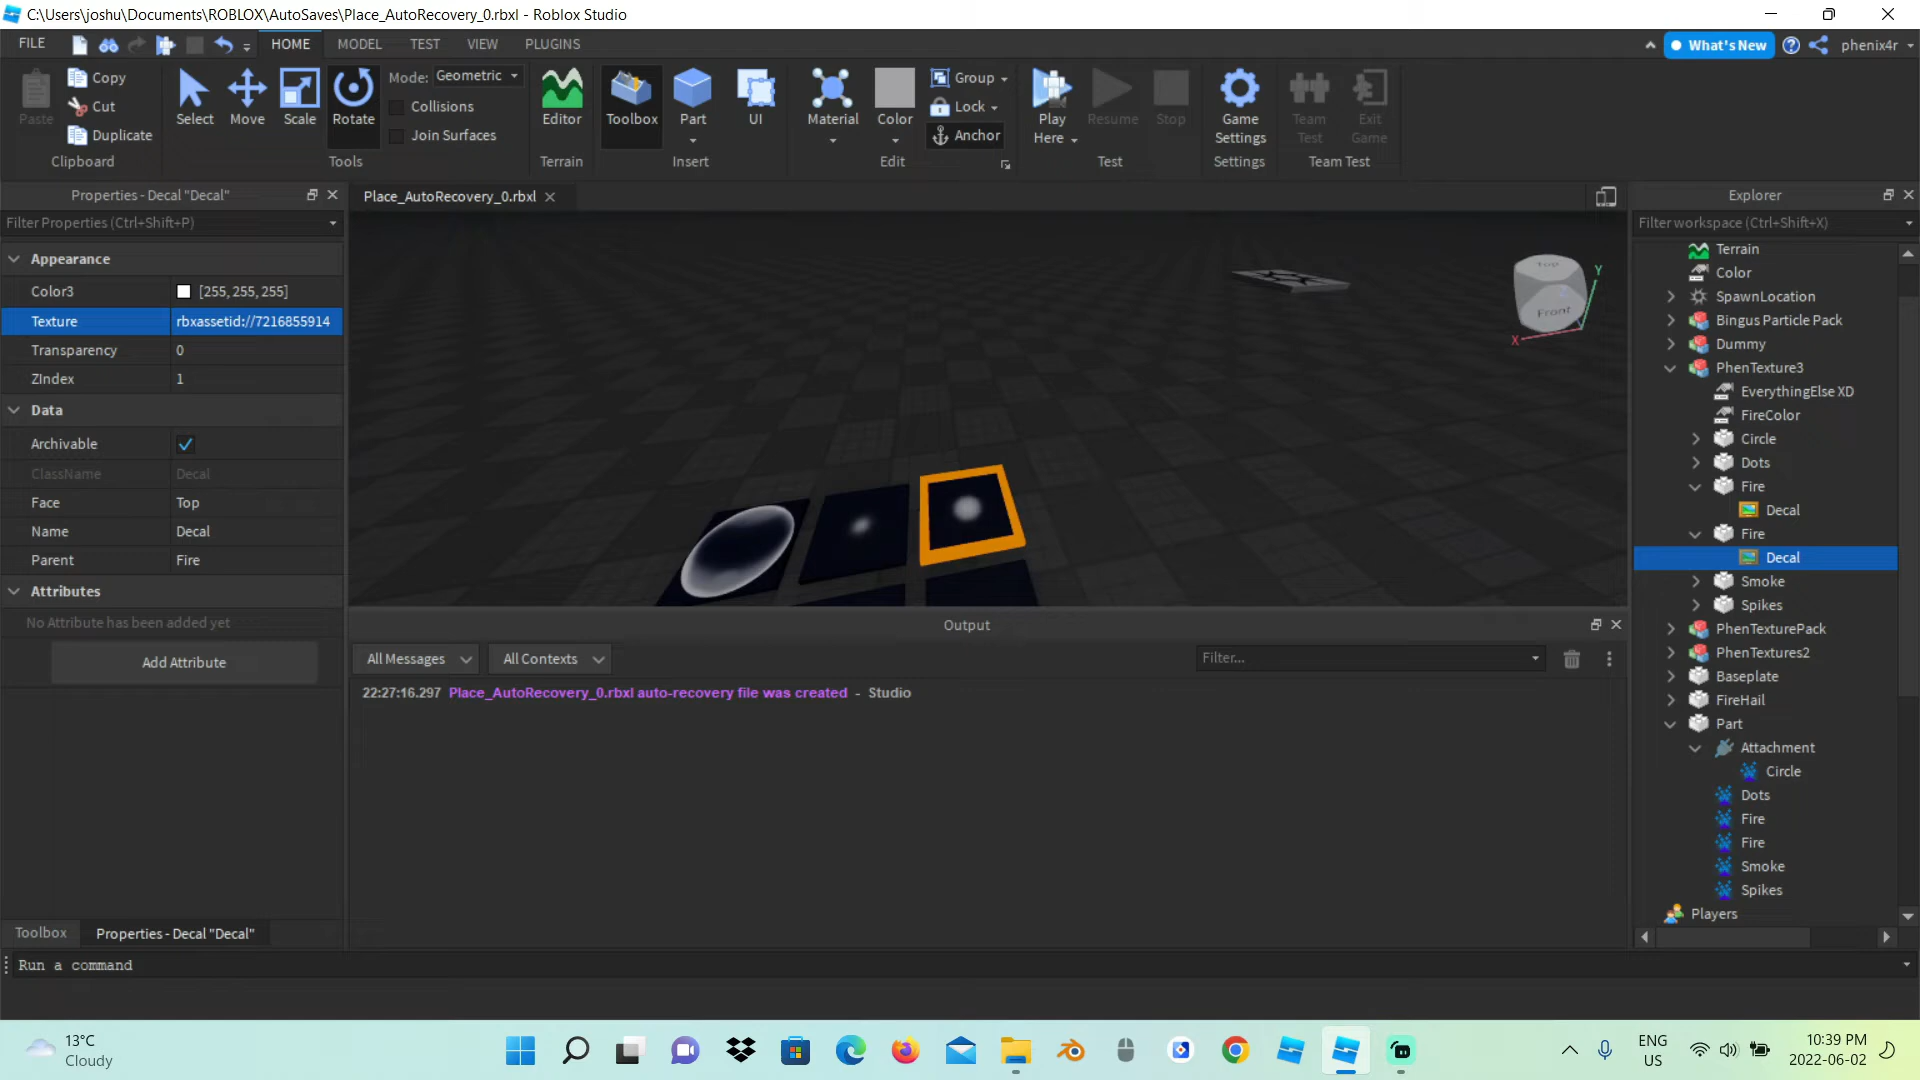 C:\Users\joshu\Documents\ROBLOX\AutoSaves\Place_AutoRecovery_0.rbxl - Roblox Studio
FILE
HOME
MODEL
TEST
VIEW
PLUGINS
What's New
phenix4r
Paste
Copy
Cut
Duplicate
Clipboard
Select
Move
Scale
Rotate
Mode: Geometric
Collisions
Join Surfaces
Tools
Editor
Terrain
Toolbox
Part
UI
Insert
Material
Color
Group
Lock
Anchor
Edit
Play
Here
Resume
Stop
Test
Game
Settings
Settings
Team
Test
Exit
Game
Team Test
Properties - Decal "Decal"
Filter Properties (Ctrl+Shift+P)
Appearance
Color3 [255, 255, 255]
Texture rbxassetid://7216855914
Transparency 0
ZIndex 1
Data
Archivable
ClassName Decal
Face Top
Name Decal
Parent Fire
Attributes
No Attribute has been added yet
Add Attribute
Toolbox
Properties - Decal "Decal"
Run a command
Place_AutoRecovery_0.rbxl
Top
Front
X
Y
Z
Output
All Messages
All Contexts
Filter...
22:27:16.297 Place_AutoRecovery_0.rbxl auto-recovery file was created - Studio
Explorer
Filter workspace (Ctrl+Shift+X)
Terrain
Color
SpawnLocation
Bingus Particle Pack
Dummy
PhenTexture3
EverythingElse XD
FireColor
Circle
Dots
Fire
Decal
Fire
Decal
Smoke
Spikes
PhenTexturePack
PhenTextures2
Baseplate
FireHail
Part
Attachment
Circle
Dots
Fire
Fire
Smoke
Spikes
Players
13°C
Cloudy
ENG
US
10:39 PM
2022-06-02